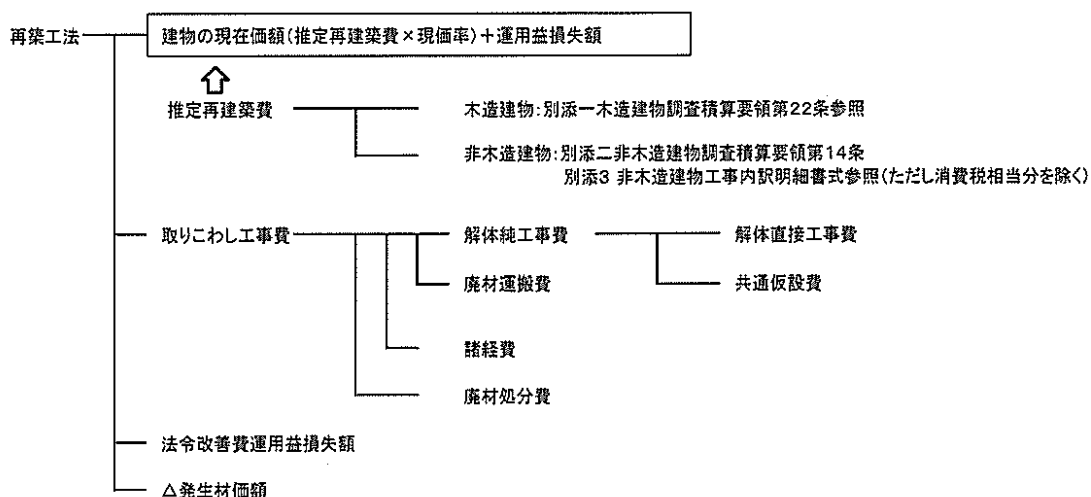 再築工法 建物の現在価額(推定再建築費×現価率)+運用益損失額
推定再建築費 木造建物:別添一木造建物調査積算要領第22条参照
非木造建物:別添二非木造建物調査積算要領第14条
別添3 非木造建物工事内訳明細書式参照(ただし消費税相当分を除く)
取りこわし工事費 解体純工事費 解体直接工事費
廃材運搬費 共通仮設費
諸経費
廃材処分費
法令改善費運用益損失額
△発生材価額